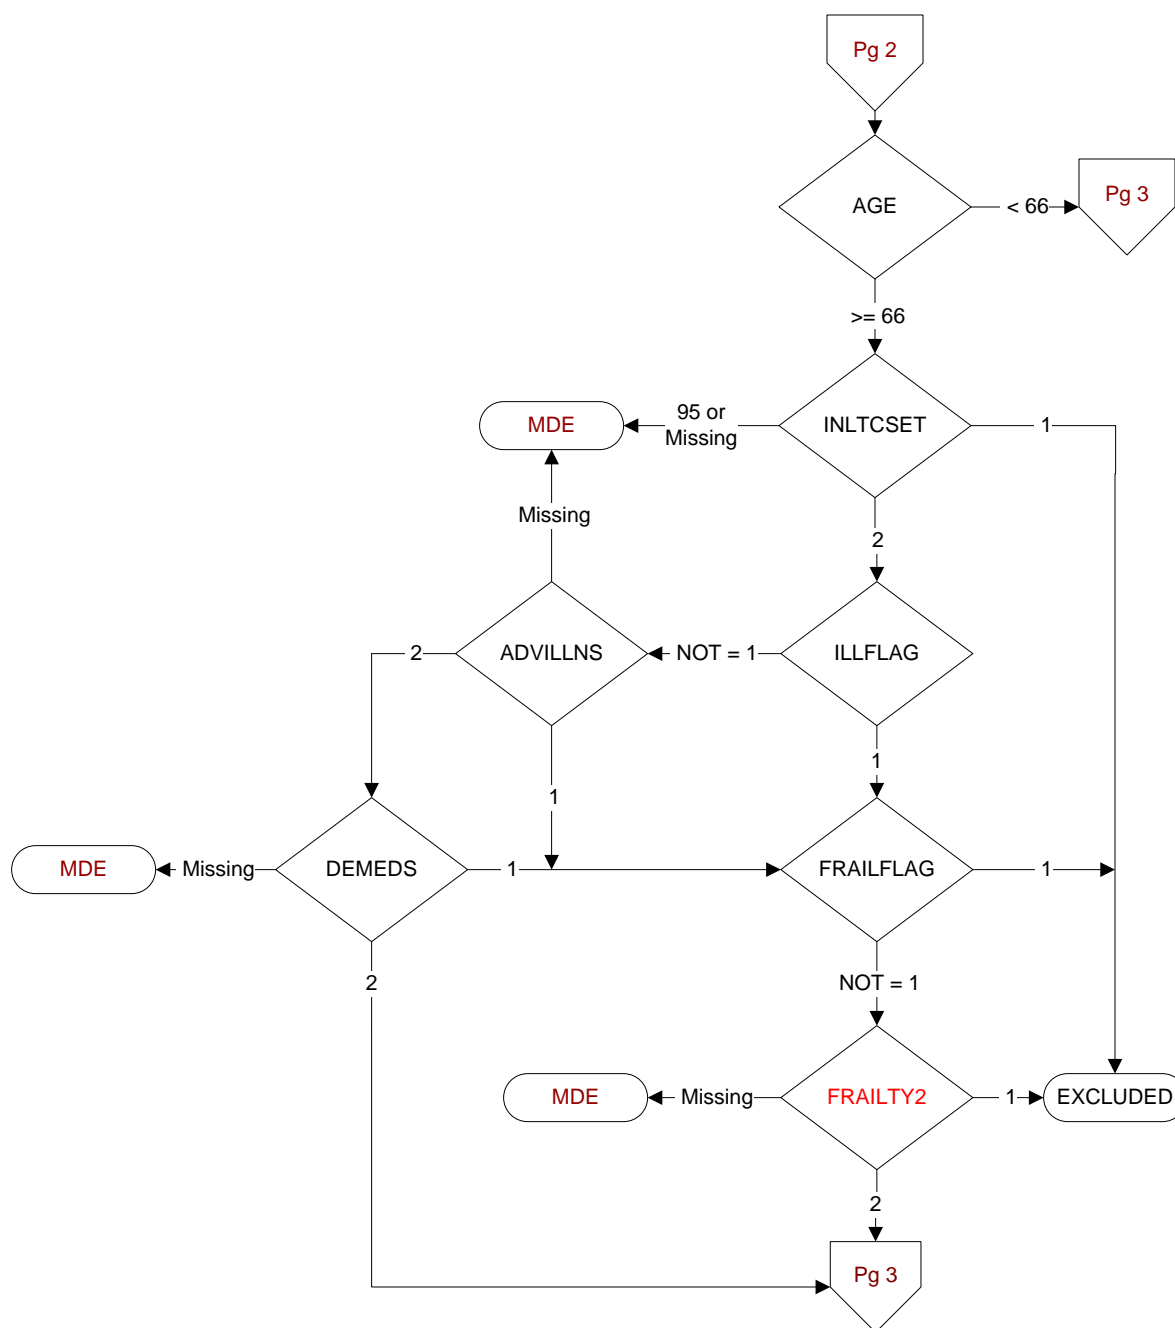 Pg 2
AGE
< 66
Pg 3
>= 66
MDE
95 or
Missing
INLTCSET
1
Missing
2
2
ADVILLNS
NOT = 1
ILLFLAG
1
1
MDE
Missing
DEMEDS
1
FRAILFLAG
1
2
NOT = 1
MDE
Missing
FRAILTY2
1
EXCLUDED
2
Pg 3